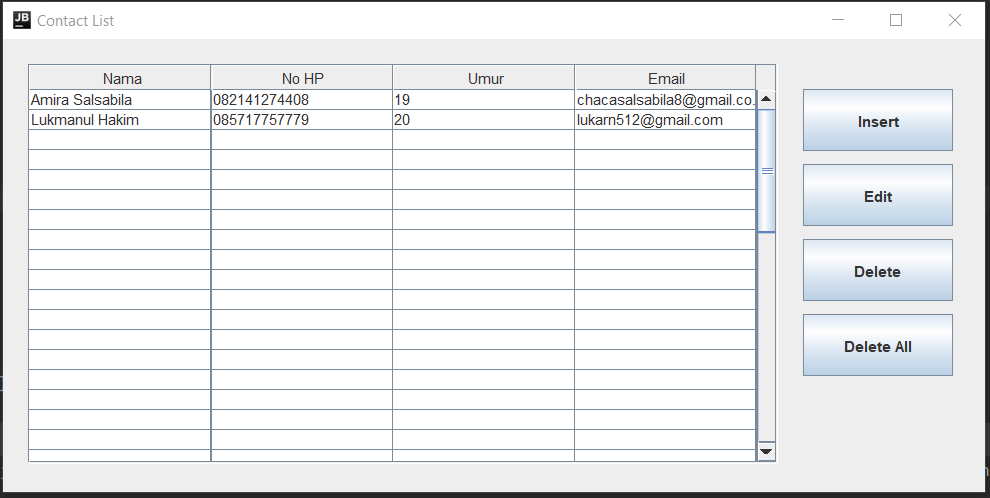 JB Contact List
Nama No HP Umur Email
Amira Salsabila 082141274408 19 chacasalsabila8@gmail.co.
Lukmanul Hakim 085717757779 20 lukarn512@gmail.com
Insert
Edit
Delete
Delete All